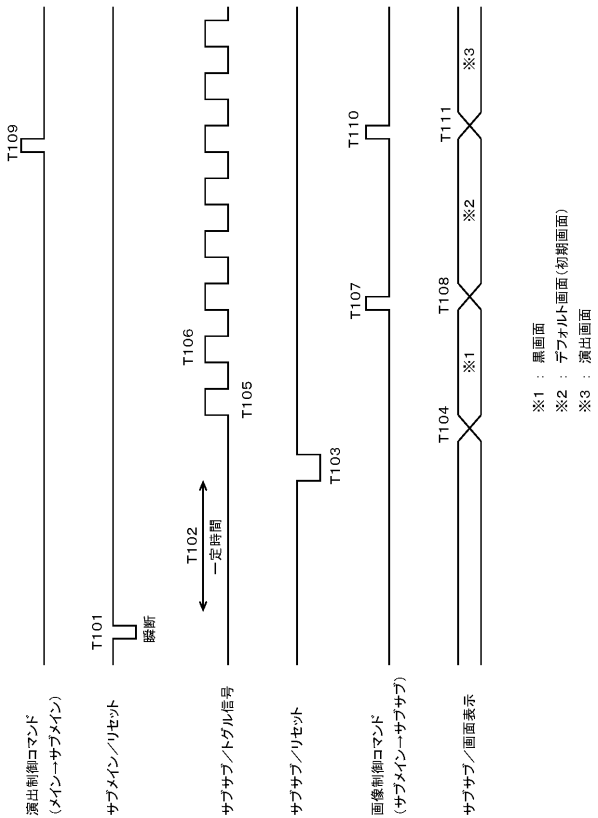 演出制御コマンド
(メイン→サブメイン)
T109
サブメイン／リセット
T101
瞬断
サブサブ／トグル信号
T102
一定時間
T105
T106
サブサブ／リセット
T103
画像制御コマンド
(サブメイン→サブサブ)
T107
T110
サブサブ／画面表示
T104
※1
T108
※2
T111
※3
※1 : 黒画面
※2 : デフォルト画面(初期画面)
※3 : 演出画面